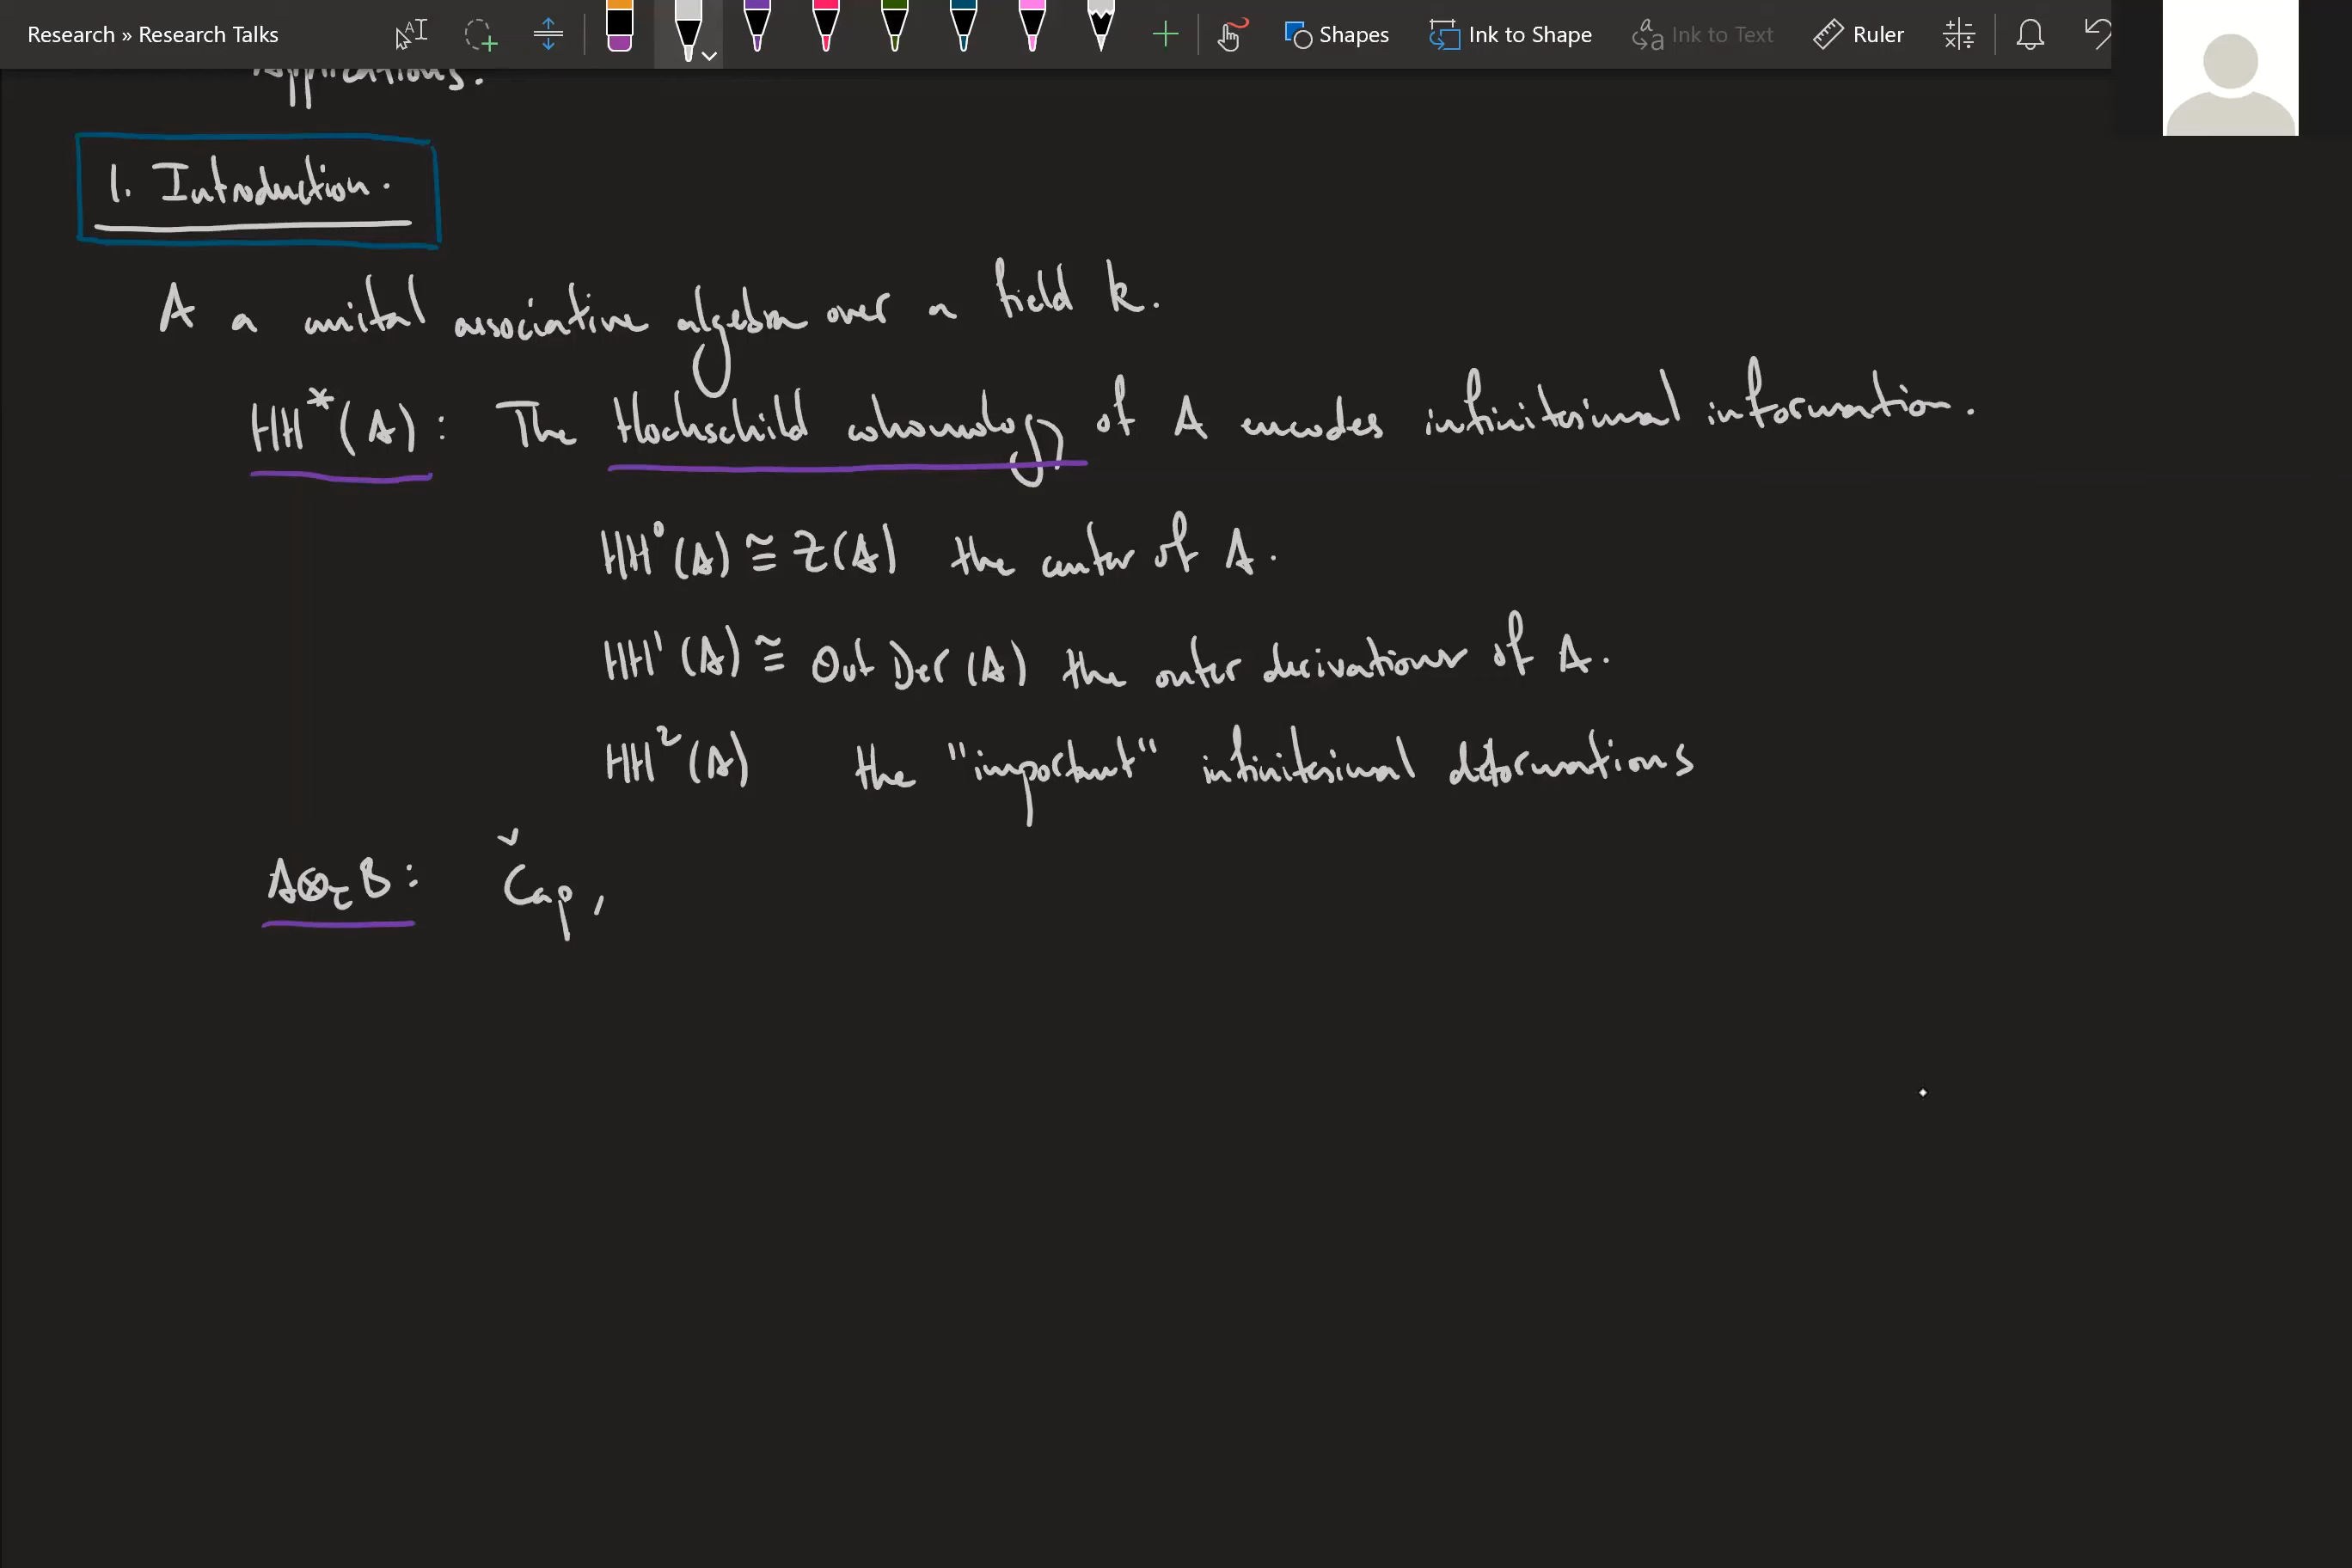 Research » Research Talks
Shapes
Ink to Shape
Ink to Text
Ruler
Applications.
1. Introduction.
A a unital associative algebra over a field k.
HH*(A): The Hochschild cohomology of A encodes infinitesimal information.
HH⁰(A) ≅ Z(A) the center of A.
HH¹(A) ≅ Out Der(A) the outer derivations of A.
HH²(A) the "important" infinitesimal deformations
A⊗_τ B: Čap,